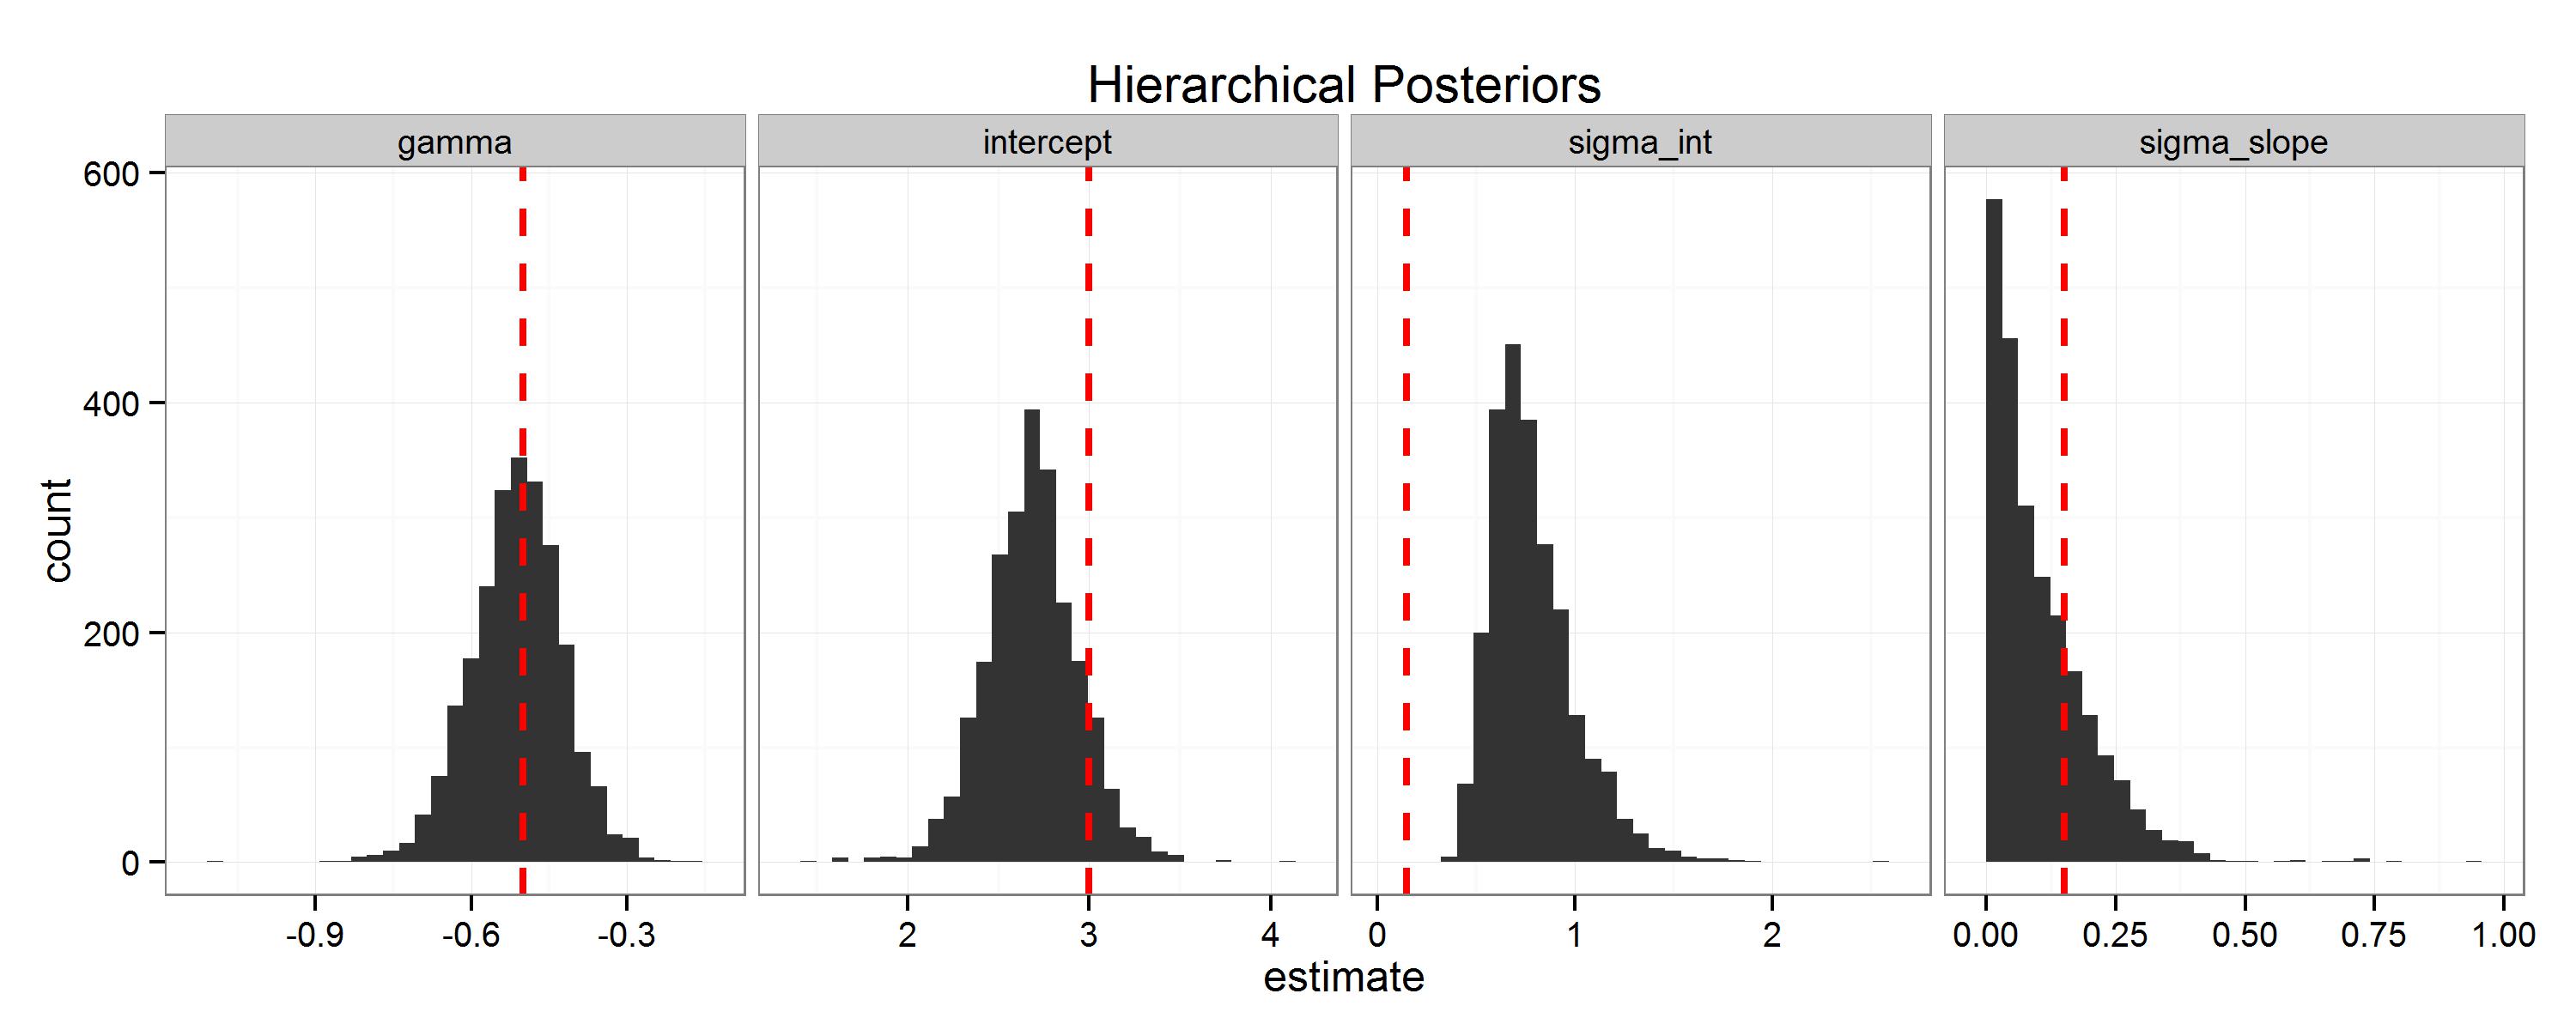 Hierarchical Posteriors
gamma intercept sigma_int sigma_slope
600
400
200
0
count
-0.9 -0.6 -0.3 2 3 4 0 1 2 0.00 0.25 0.50 0.75 1.00
estimate